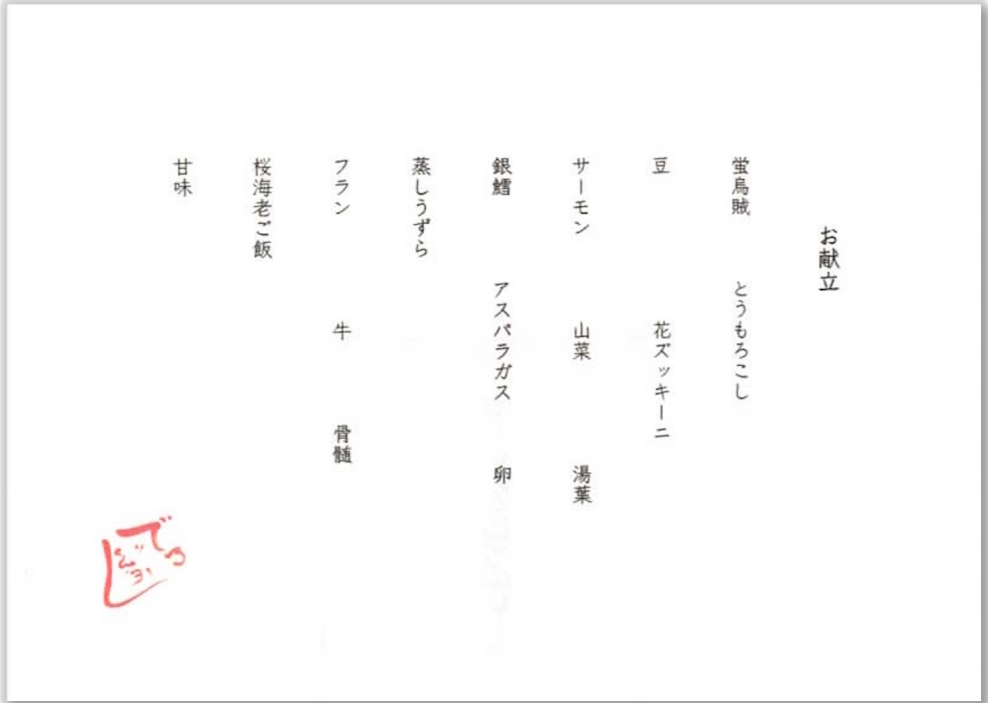 お献立
蛍烏賊 とうもろこし
豆 花ズッキーニ
サーモン 山菜 湯葉
銀鱈 アスパラガス 卵
蒸しうずら
フラン 牛 骨髄
桜海老ご飯
甘味